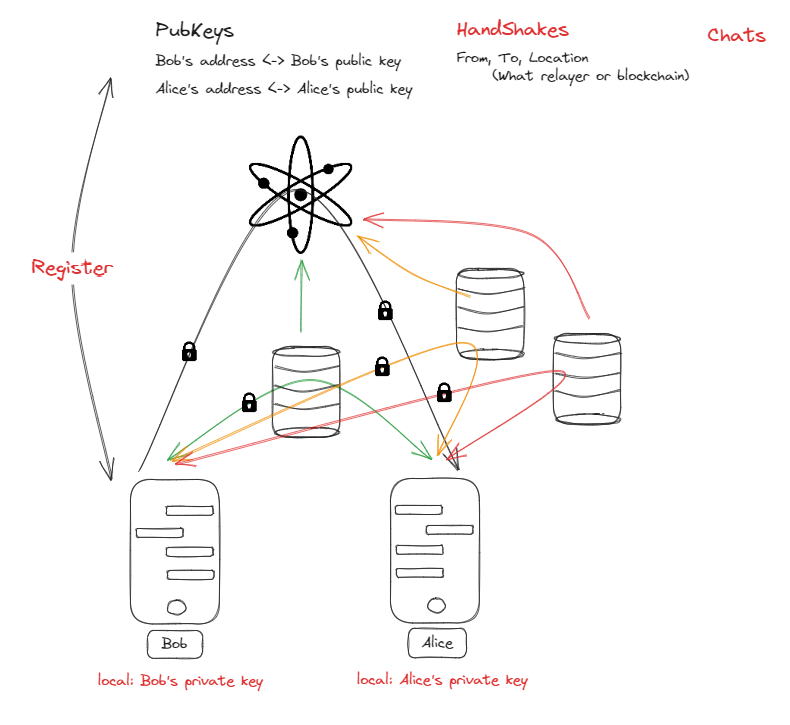 PubKeys
Bob's address <-> Bob's public key
Alice's address <-> Alice's public key
HandShakes
From, To, Location
(What relayer or blockchain)
Chats
Register
Bob
Alice
local: Bob's private key
local: Alice's private key